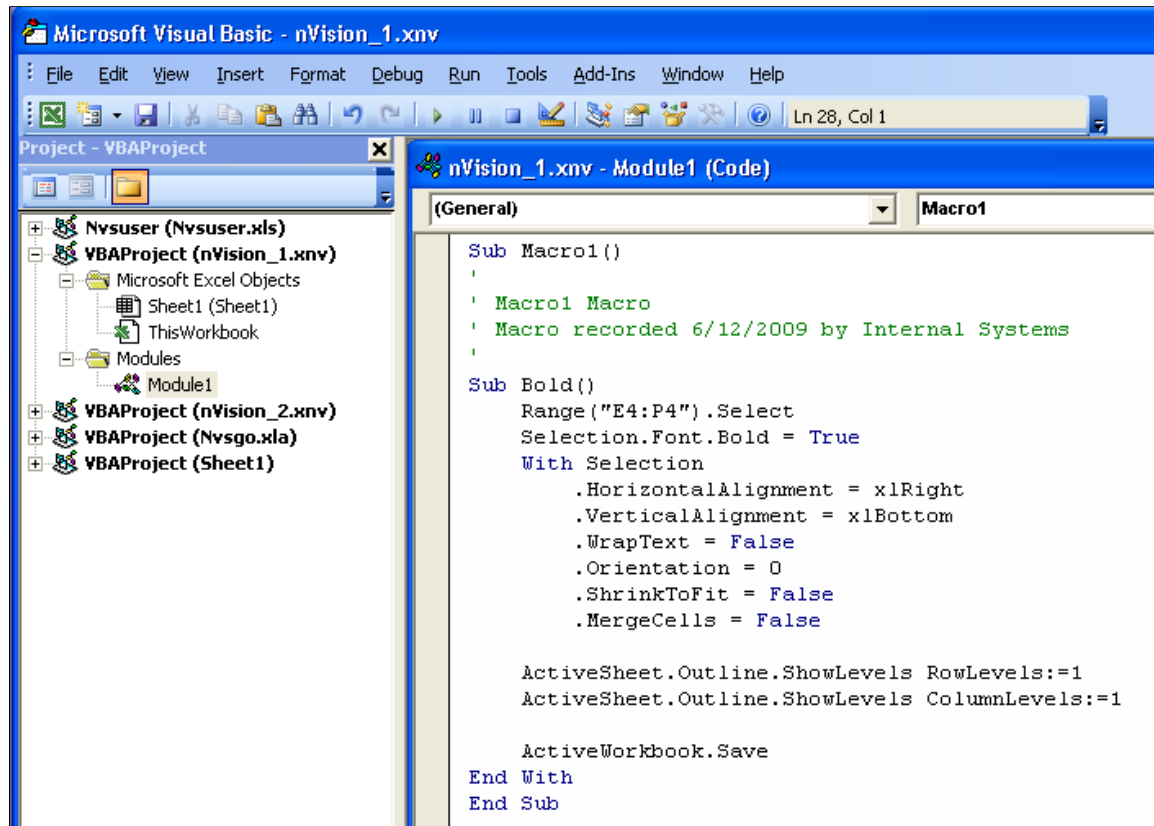 Microsoft Visual Basic - nVision_1.xnv
File Edit View Insert Format Debug Run Tools Add-Ins Window Help
Ln 28, Col 1
Project - VBAProject
Nvsuser (Nvsuser.xls)
VBAProject (nVision_1.xnv)
Microsoft Excel Objects
Sheet1 (Sheet1)
ThisWorkbook
Modules
Module1
VBAProject (nVision_2.xnv)
VBAProject (Nvsgo.xla)
VBAProject (Sheet1)
nVision_1.xnv - Module1 (Code)
(General) Macro1
Sub Macro1()
'
' Macro1 Macro
' Macro recorded 6/12/2009 by Internal Systems
'
Sub Bold()
Range("E4:P4").Select
Selection.Font.Bold = True
With Selection
.HorizontalAlignment = xlRight
.VerticalAlignment = xlBottom
.WrapText = False
.Orientation = 0
.ShrinkToFit = False
.MergeCells = False
ActiveSheet.Outline.ShowLevels RowLevels:=1
ActiveSheet.Outline.ShowLevels ColumnLevels:=1
ActiveWorkbook.Save
End With
End Sub